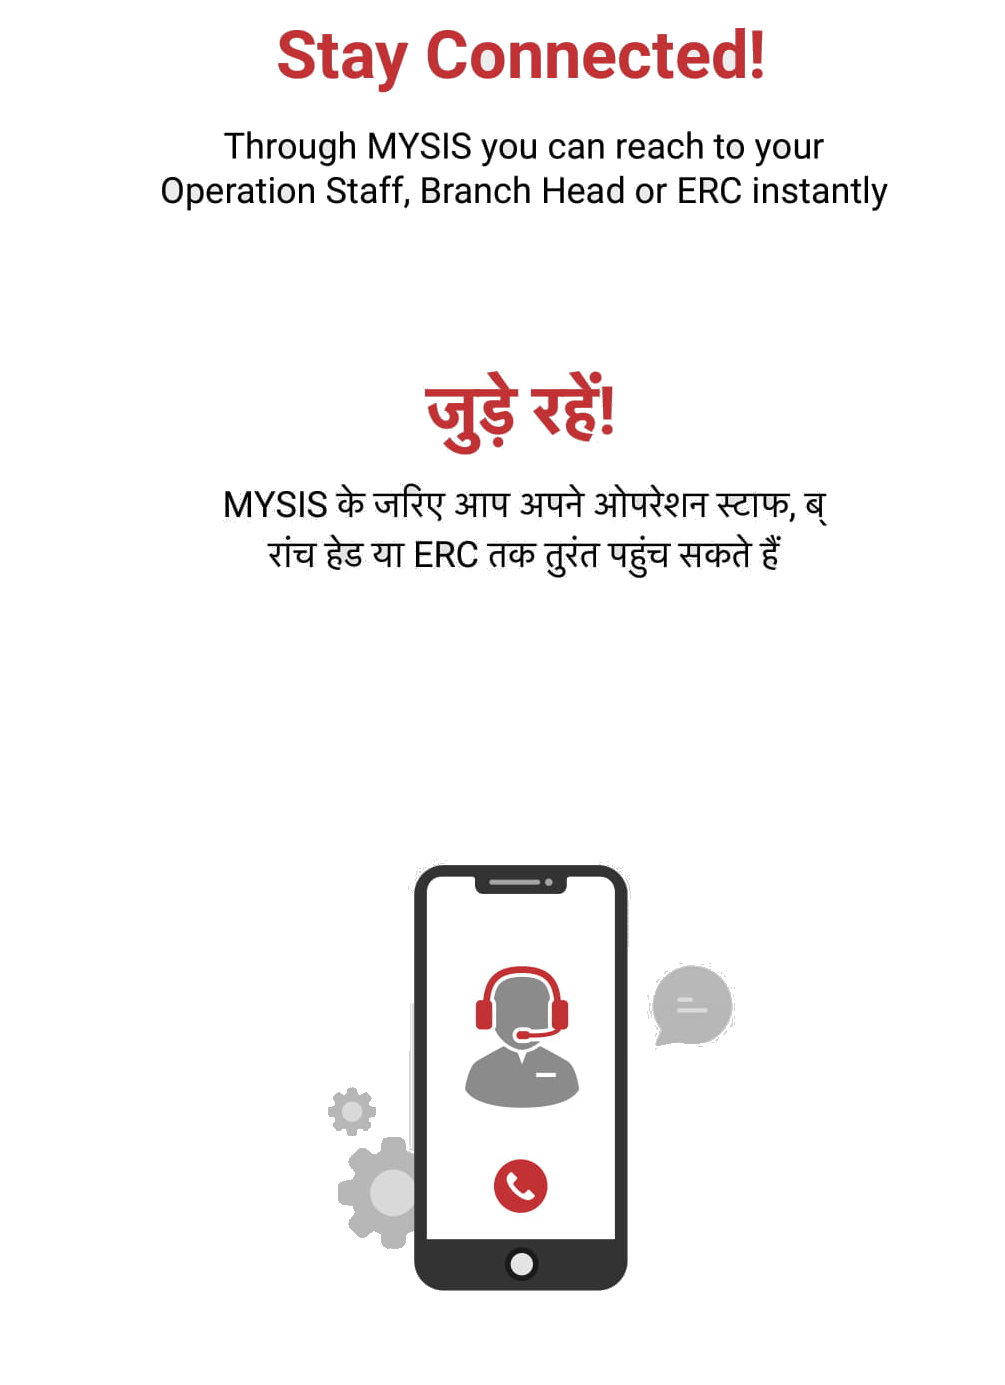 Stay Connected!
Through MYSIS you can reach to your
Operation Staff, Branch Head or ERC instantly
जुड़े रहें!
MYSIS के जरिए आप अपने ओपरेशन स्टाफ, ब्
रांच हेड या ERC तक तुरंत पहुंच सकते हैं